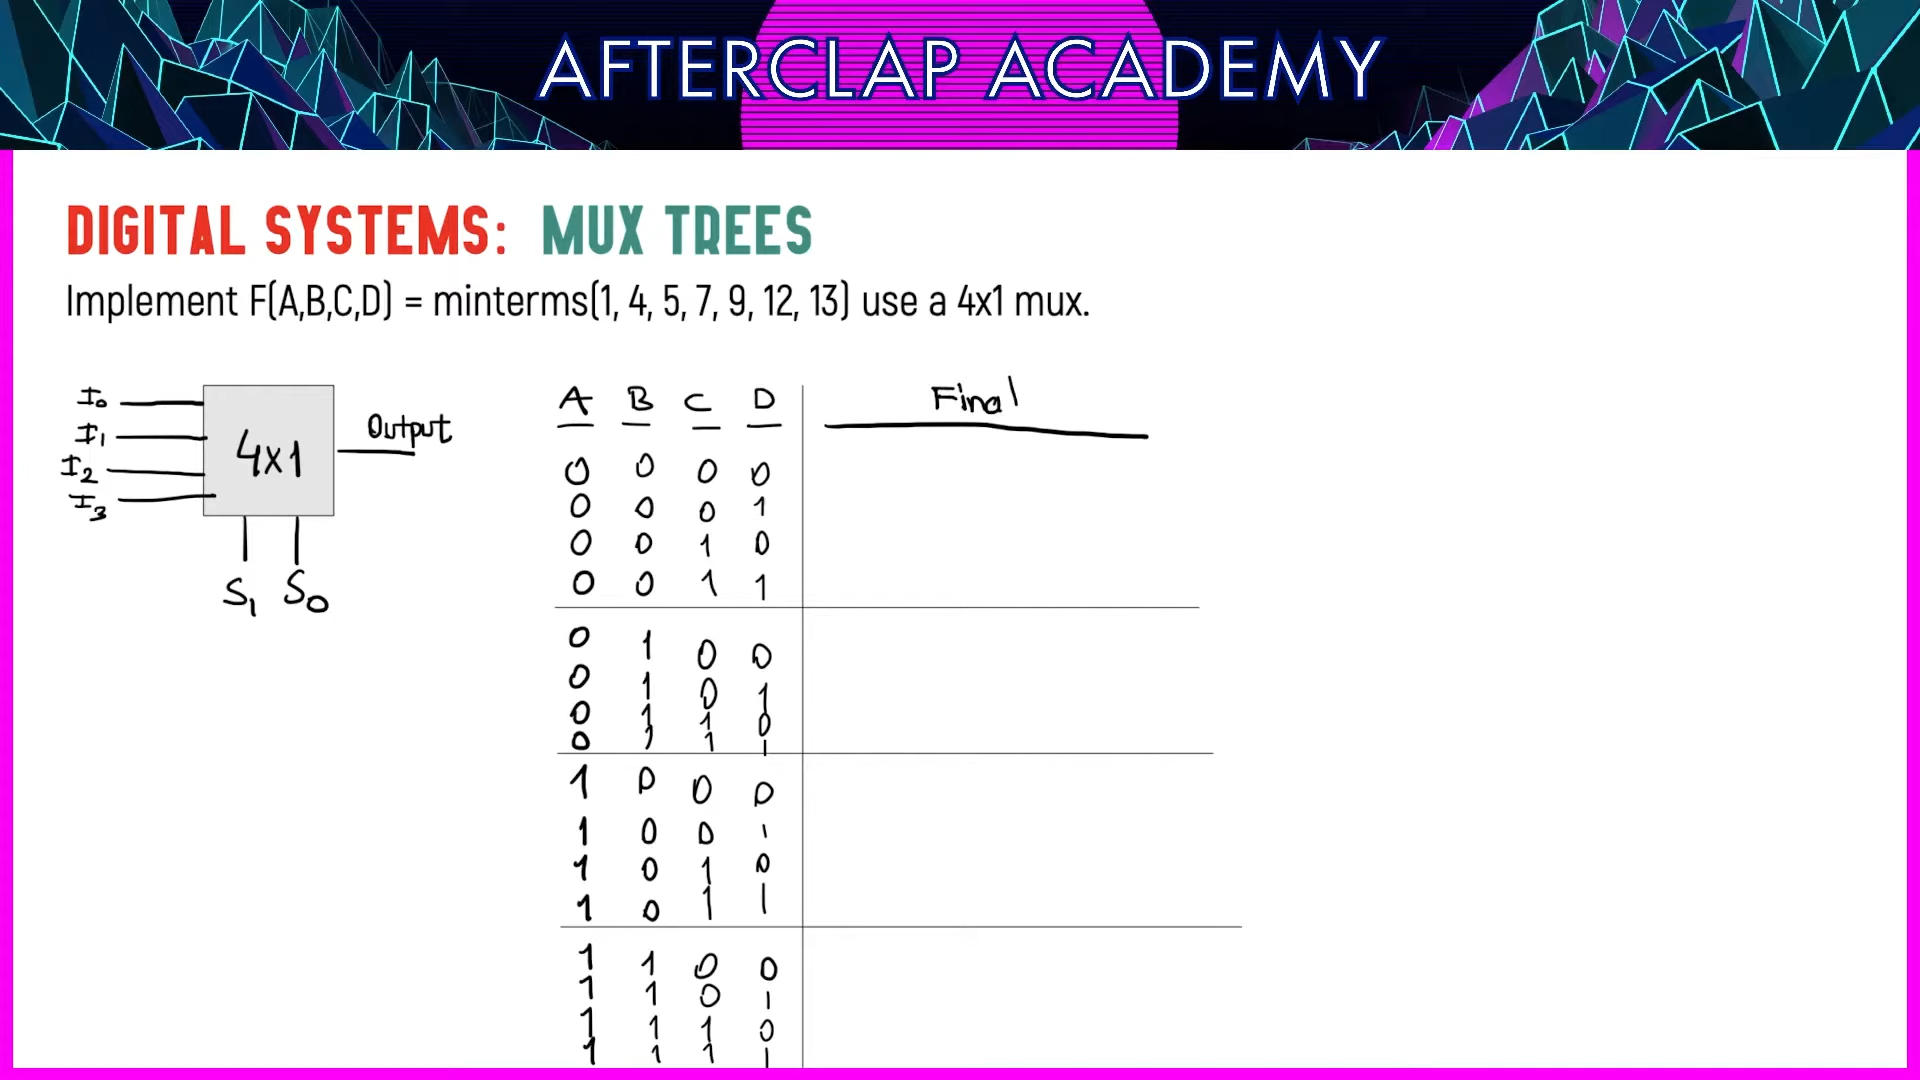 AFTERCLAP ACADEMY
DIGITAL SYSTEMS: MUX TREES
Implement F(A,B,C,D) = minterms(1, 4, 5, 7, 9, 12, 13) use a 4x1 mux.
I0
I1
I2
I3
4x1
Output
S1 S0
A B C D Final
0 0 0 0
0 0 0 1
0 0 1 0
0 0 1 1
0 1 0 0
0 1 0 1
0 1 1 0
0 1 1 1
1 0 0 0
1 0 0 1
1 0 1 0
1 0 1 1
1 1 0 0
1 1 0 1
1 1 1 0
1 1 1 1